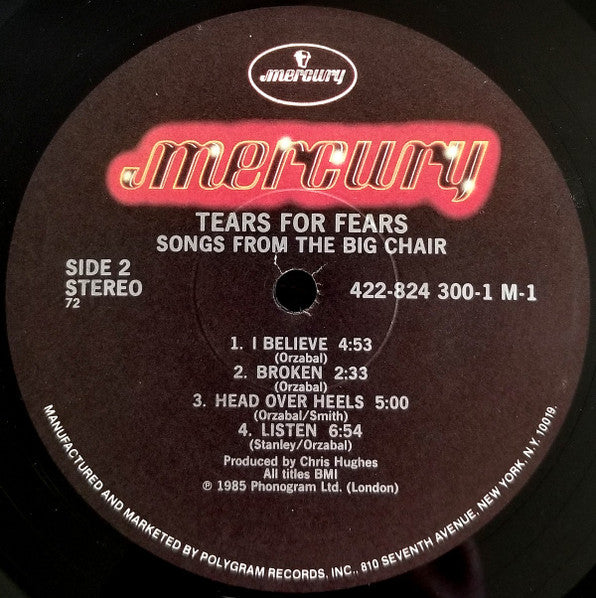 mercury
mercury
TEARS FOR FEARS
SONGS FROM THE BIG CHAIR
SIDE 2
STEREO
72
422-824 300-1 M-1
1. I BELIEVE 4:53
(Orzabal)
2. BROKEN 2:33
(Orzabal)
3. HEAD OVER HEELS 5:00
(Orzabal/Smith)
4. LISTEN 6:54
(Stanley/Orzabal)
Produced by Chris Hughes
All titles BMI
℗ 1985 Phonogram Ltd. (London)
MANUFACTURED AND MARKETED BY POLYGRAM RECORDS, INC., 810 SEVENTH AVENUE, NEW YORK, N.Y. 10019.